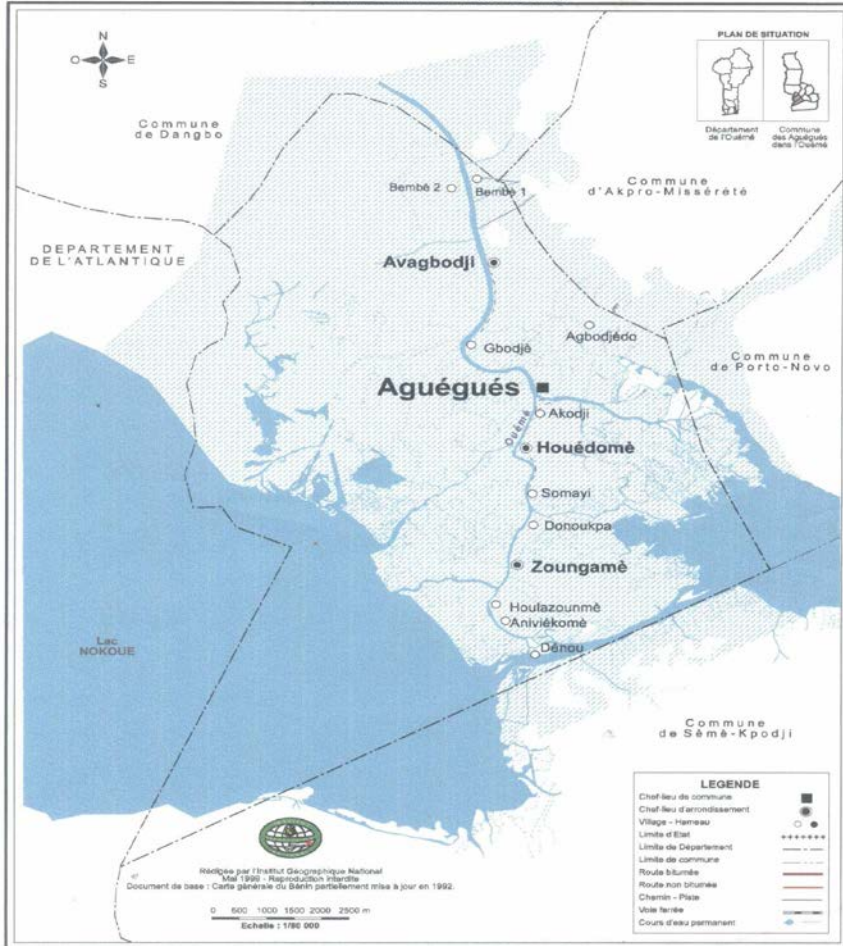 N
O E
S
PLAN DE SITUATION
Département
de l'Ouémé
Commune
des Aguégués
dans l'Ouémé
Commune
de Dangbo
Commune
d'Akpro-Missérété
Bembè 2
Bembè 1
DEPARTEMENT
DE L'ATLANTIQUE
Avagbodji
Agbodjèdo
Gbodjè
Commune
de Porto-Novo
Aguégués
Akodji
Ouémé
Houédomè
Somayi
Donoukpa
Zoungamè
Houlazounmè
Aniviékomè
Dénou
Lac
NOKOUE
Commune
de Sèmè-Kpodji
LEGENDE
Chef-lieu de commune
Chef-lieu d'arrondissement
Village - Hameau
Limite d'Etat
Limite de Département
Limite de commune
Route bitumée
Route non bitumée
Chemin - Piste
Voie ferrée
Cours d'eau permanent
Rédigée par l'Institut Géographique National
Mai 1999 - Reproduction interdite
Document de base : Carte générale du Bénin partiellement mise à jour en 1992.
0 500 1000 1500 2000 2500 m
Echelle : 1/80 000